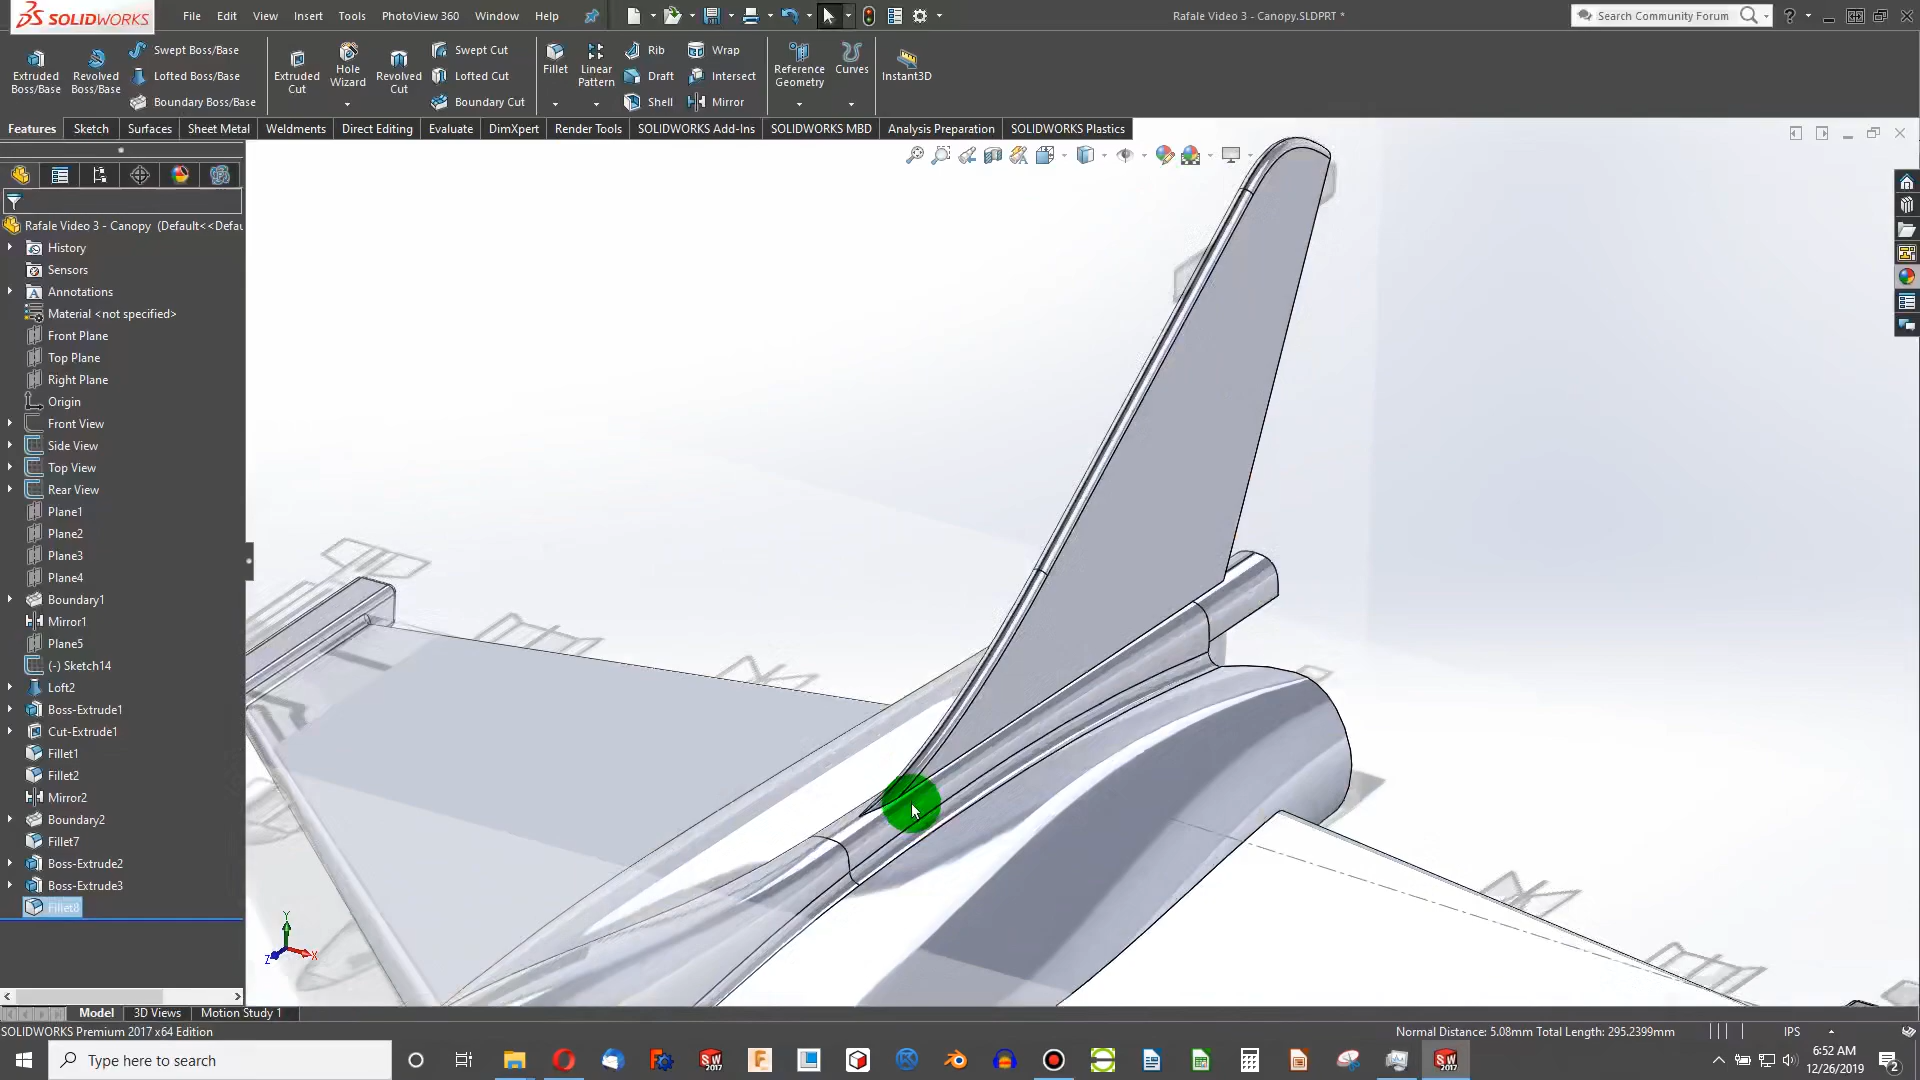 SOLIDWORKS
File Edit View Insert Tools PhotoView 360 Window Help
Rafale Video 3 - Canopy.SLDPRT *
Search Community Forum
Extruded Boss/Base
Revolved Boss/Base
Swept Boss/Base
Lofted Boss/Base
Boundary Boss/Base
Extruded Cut
Hole Wizard
Revolved Cut
Swept Cut
Lofted Cut
Boundary Cut
Fillet
Linear Pattern
Rib
Draft
Shell
Wrap
Intersect
Mirror
Reference Geometry
Curves
Instant3D
Features Sketch Surfaces Sheet Metal Weldments Direct Editing Evaluate DimXpert Render Tools SOLIDWORKS Add-Ins SOLIDWORKS MBD Analysis Preparation SOLIDWORKS Plastics
Rafale Video 3 - Canopy (Default<<Defau
History
Sensors
Annotations
Material <not specified>
Front Plane
Top Plane
Right Plane
Origin
Front View
Side View
Top View
Rear View
Plane1
Plane2
Plane3
Plane4
Boundary1
Mirror1
Plane5
(-) Sketch14
Loft2
Boss-Extrude1
Cut-Extrude1
Fillet1
Fillet2
Mirror2
Boundary2
Fillet7
Boss-Extrude2
Boss-Extrude3
Fillet8
Y
X
Z
Model 3D Views Motion Study 1
SOLIDWORKS Premium 2017 x64 Edition
Normal Distance: 5.08mm Total Length: 295.2399mm
IPS
Type here to search
6:52 AM
12/26/2019
2